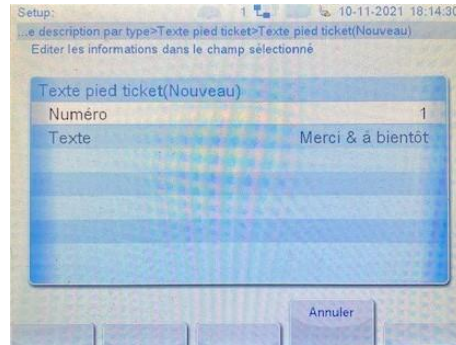 Setup: 1 10-11-2021 18:14:30
...e description par type>Texte pied ticket>Texte pied ticket(Nouveau)
Editer les informations dans le champ sélectionné
Texte pied ticket(Nouveau)
Numéro 1
Texte Merci & à bientôt
Annuler